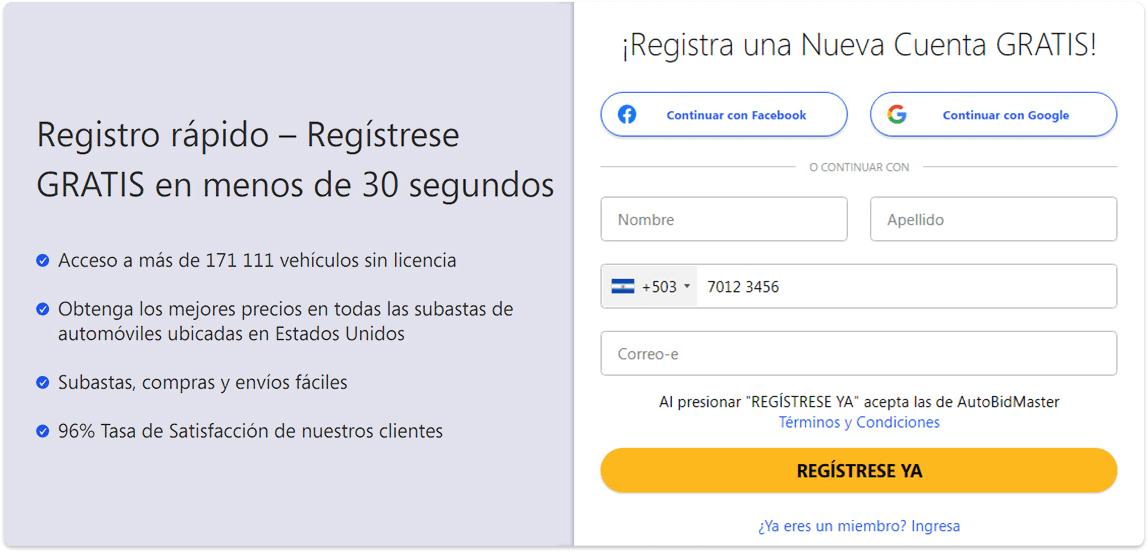 Registro rápido – Regístrese
GRATIS en menos de 30 segundos
Acceso a más de 171 111 vehículos sin licencia
Obtenga los mejores precios en todas las subastas de
automóviles ubicadas en Estados Unidos
Subastas, compras y envíos fáciles
96% Tasa de Satisfacción de nuestros clientes
¡Registra una Nueva Cuenta GRATIS!
Continuar con Facebook
Continuar con Google
O CONTINUAR CON
Nombre
Apellido
+503 7012 3456
Correo-e
Al presionar "REGÍSTRESE YA" acepta las de AutoBidMaster
Términos y Condiciones
REGÍSTRESE YA
¿Ya eres un miembro? Ingresa